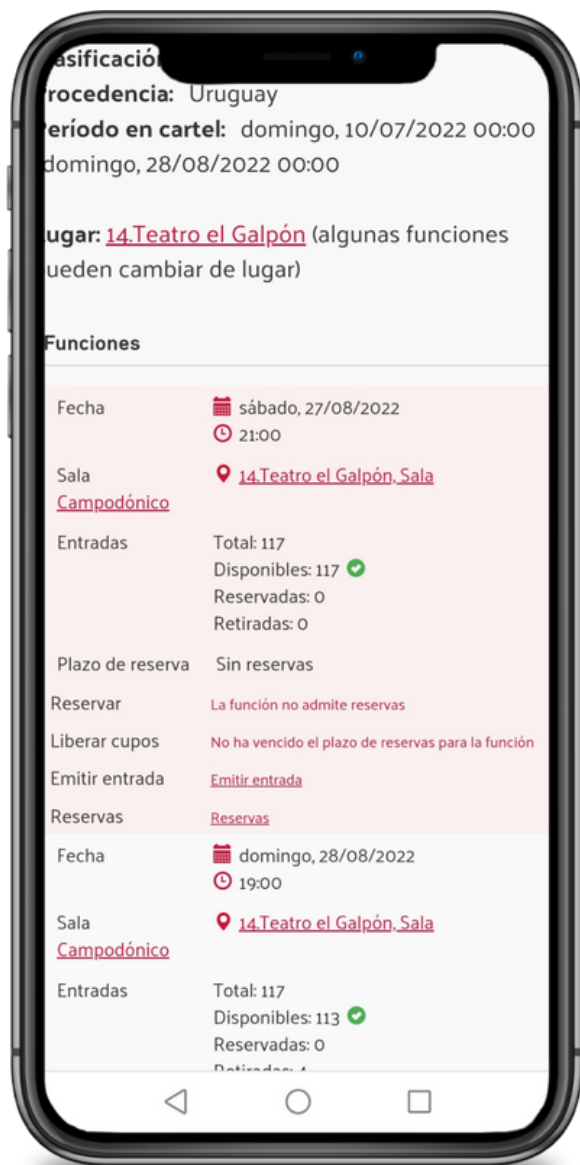 asificació
rocedencia: Uruguay
eríodo en cartel: domingo, 10/07/2022 00:00
domingo, 28/08/2022 00:00
ugar: 14.Teatro el Galpón (algunas funciones
ueden cambiar de lugar)
Funciones
Fecha sábado, 27/08/2022
21:00
Sala 14.Teatro el Galpón, Sala
Campodónico
Entradas Total: 117
Disponibles: 117
Reservadas: 0
Retiradas: 0
Plazo de reserva Sin reservas
Reservar La función no admite reservas
Liberar cupos No ha vencido el plazo de reservas para la función
Emitir entrada Emitir entrada
Reservas Reservas
Fecha domingo, 28/08/2022
19:00
Sala 14.Teatro el Galpón, Sala
Campodónico
Entradas Total: 117
Disponibles: 113
Reservadas: 0
Retiradas: 4